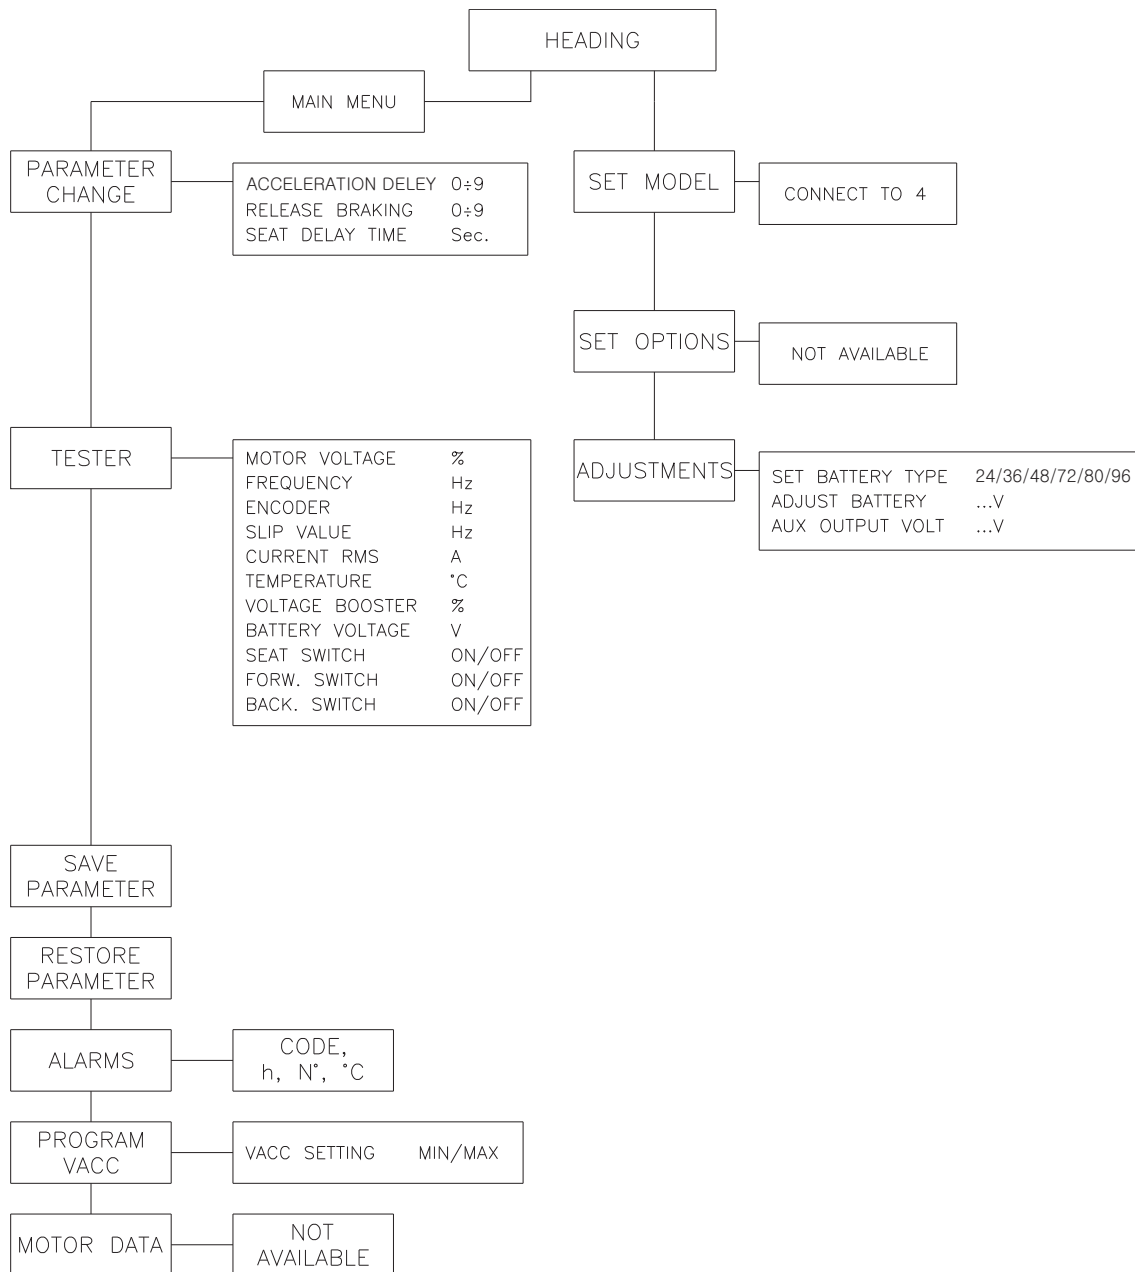 HEADING
MAIN MENU
PARAMETER
CHANGE
ACCELERATION DELEY 0÷9
RELEASE BRAKING 0÷9
SEAT DELAY TIME Sec.
SET MODEL
CONNECT TO 4
SET OPTIONS
NOT AVAILABLE
TESTER
MOTOR VOLTAGE %
FREQUENCY Hz
ENCODER Hz
SLIP VALUE Hz
CURRENT RMS A
TEMPERATURE °C
VOLTAGE BOOSTER %
BATTERY VOLTAGE V
SEAT SWITCH ON/OFF
FORW. SWITCH ON/OFF
BACK. SWITCH ON/OFF
ADJUSTMENTS
SET BATTERY TYPE 24/36/48/72/80/96
ADJUST BATTERY ...V
AUX OUTPUT VOLT ...V
SAVE
PARAMETER
RESTORE
PARAMETER
ALARMS
CODE,
h, N°, °C
PROGRAM
VACC
VACC SETTING MIN/MAX
MOTOR DATA
NOT
AVAILABLE